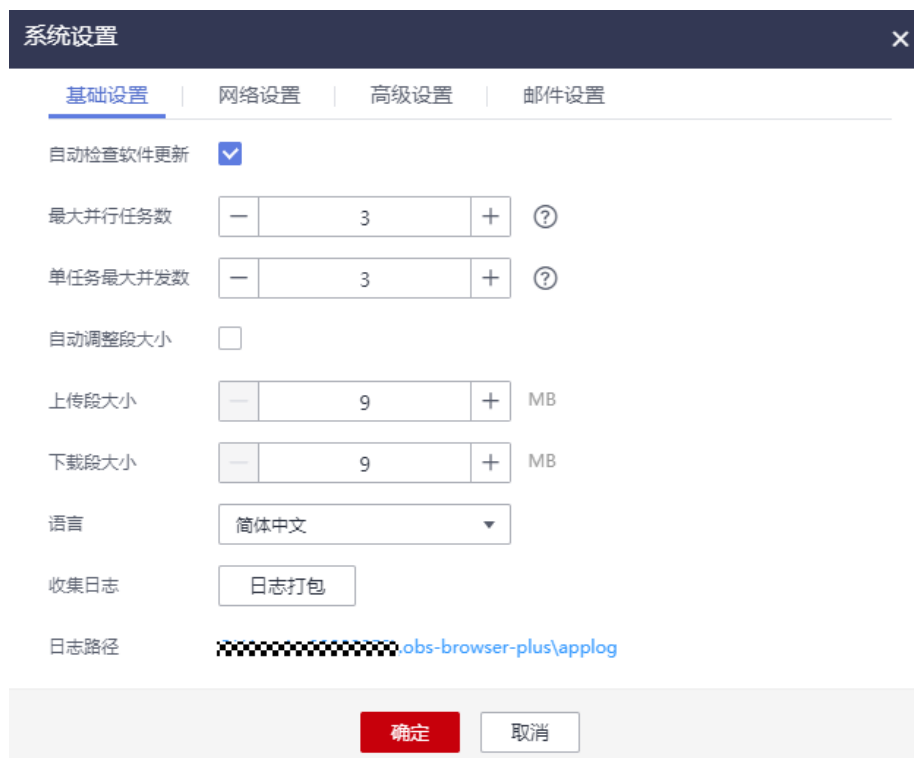 系统设置
基础设置 网络设置 高级设置 邮件设置
自动检查软件更新
最大并行任务数 3
单任务最大并发数 3
自动调整段大小
上传段大小 9 MB
下载段大小 9 MB
语言 简体中文
收集日志 日志打包
日志路径 .obs-browser-plus\applog
确定 取消